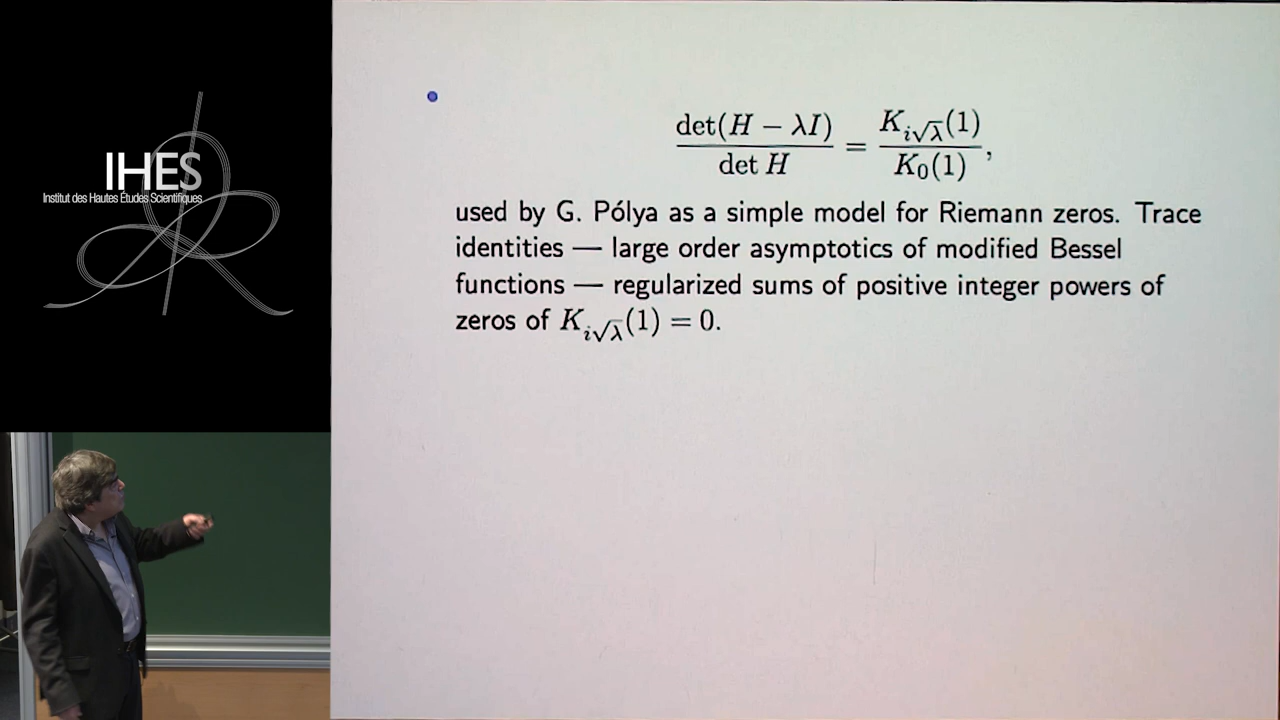 IHES
Institut des Hautes Études Scientifiques
det(H − λI) / det H = K_{i√λ}(1) / K_0(1),
used by G. Pólya as a simple model for Riemann zeros. Trace
identities — large order asymptotics of modified Bessel
functions — regularized sums of positive integer powers of
zeros of K_{i√λ}(1) = 0.